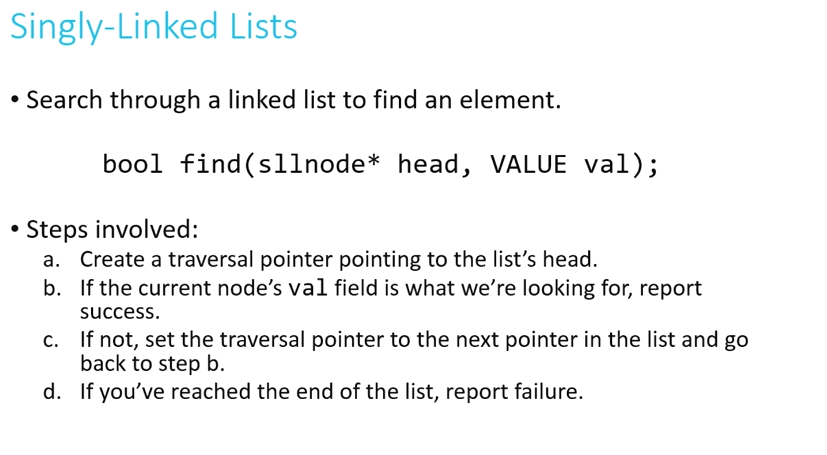 Singly-Linked Lists
• Search through a linked list to find an element.
bool find(sllnode* head, VALUE val);
• Steps involved:
a. Create a traversal pointer pointing to the list’s head.
b. If the current node’s val field is what we’re looking for, report
success.
c. If not, set the traversal pointer to the next pointer in the list and go
back to step b.
d. If you’ve reached the end of the list, report failure.